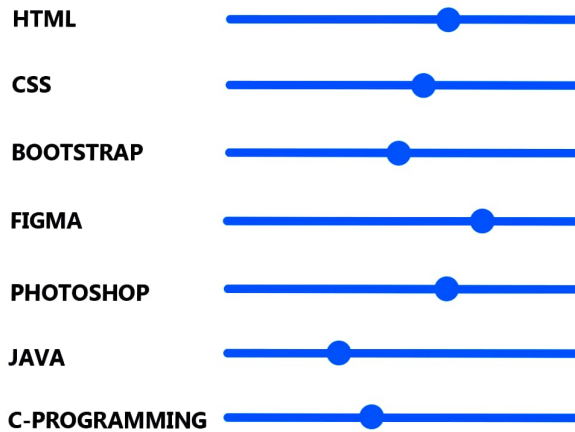 HTML
CSS
BOOTSTRAP
FIGMA
PHOTOSHOP
JAVA
C-PROGRAMMING